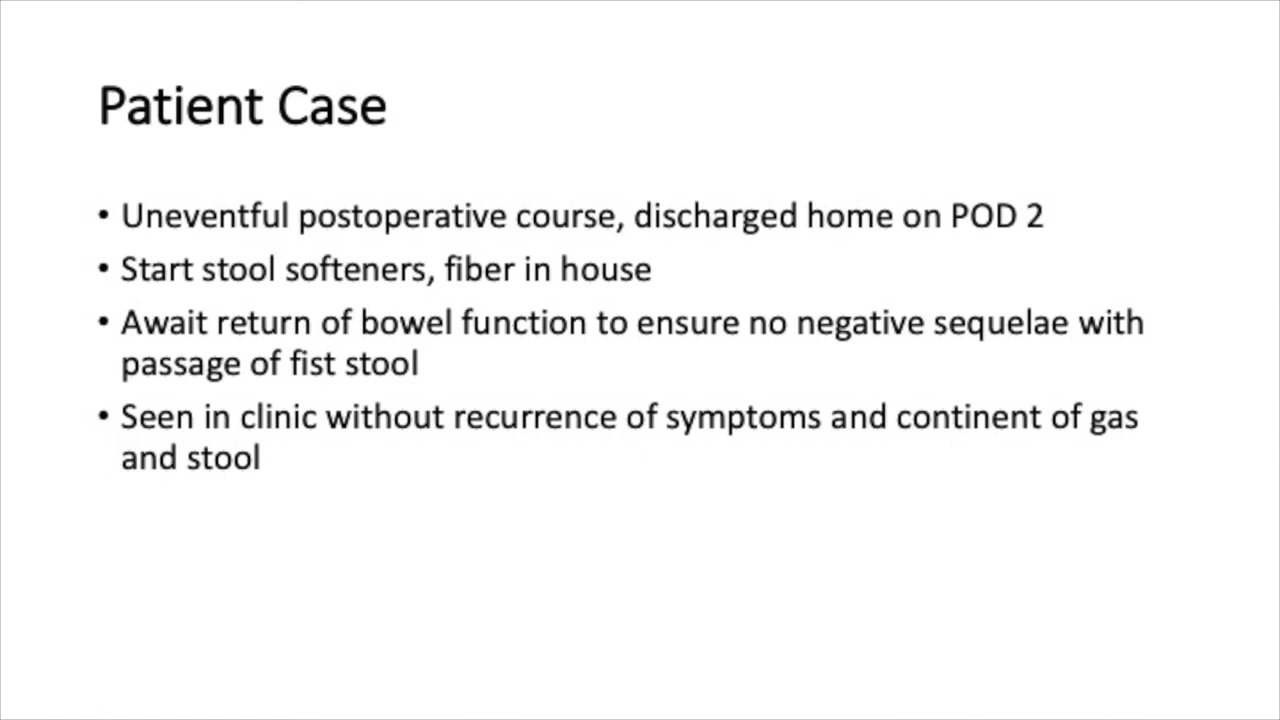 Patient Case
• Uneventful postoperative course, discharged home on POD 2
• Start stool softeners, fiber in house
• Await return of bowel function to ensure no negative sequelae with
passage of fist stool
• Seen in clinic without recurrence of symptoms and continent of gas
and stool